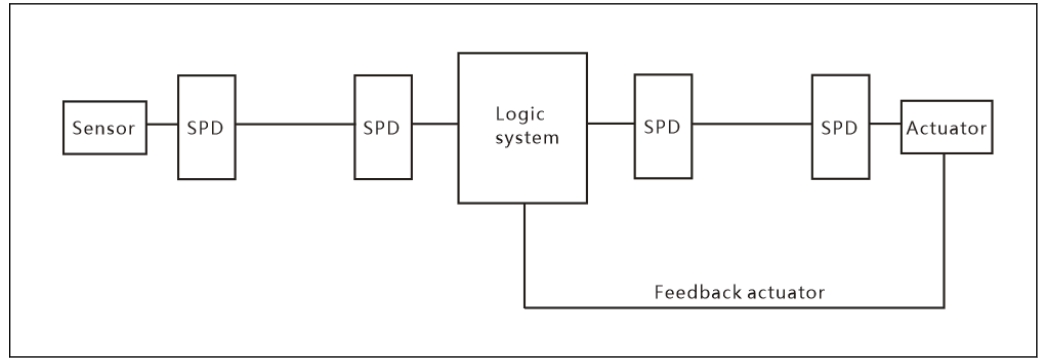 Sensor
SPD
SPD
Logic
system
SPD
SPD
Actuator
Feedback actuator